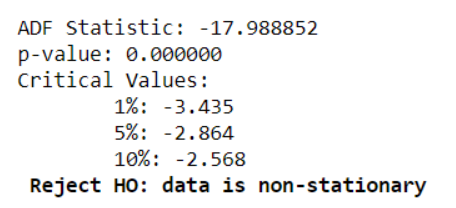 ADF Statistic: -17.988852
p-value: 0.000000
Critical Values:
1%: -3.435
5%: -2.864
10%: -2.568
Reject HO: data is non-stationary